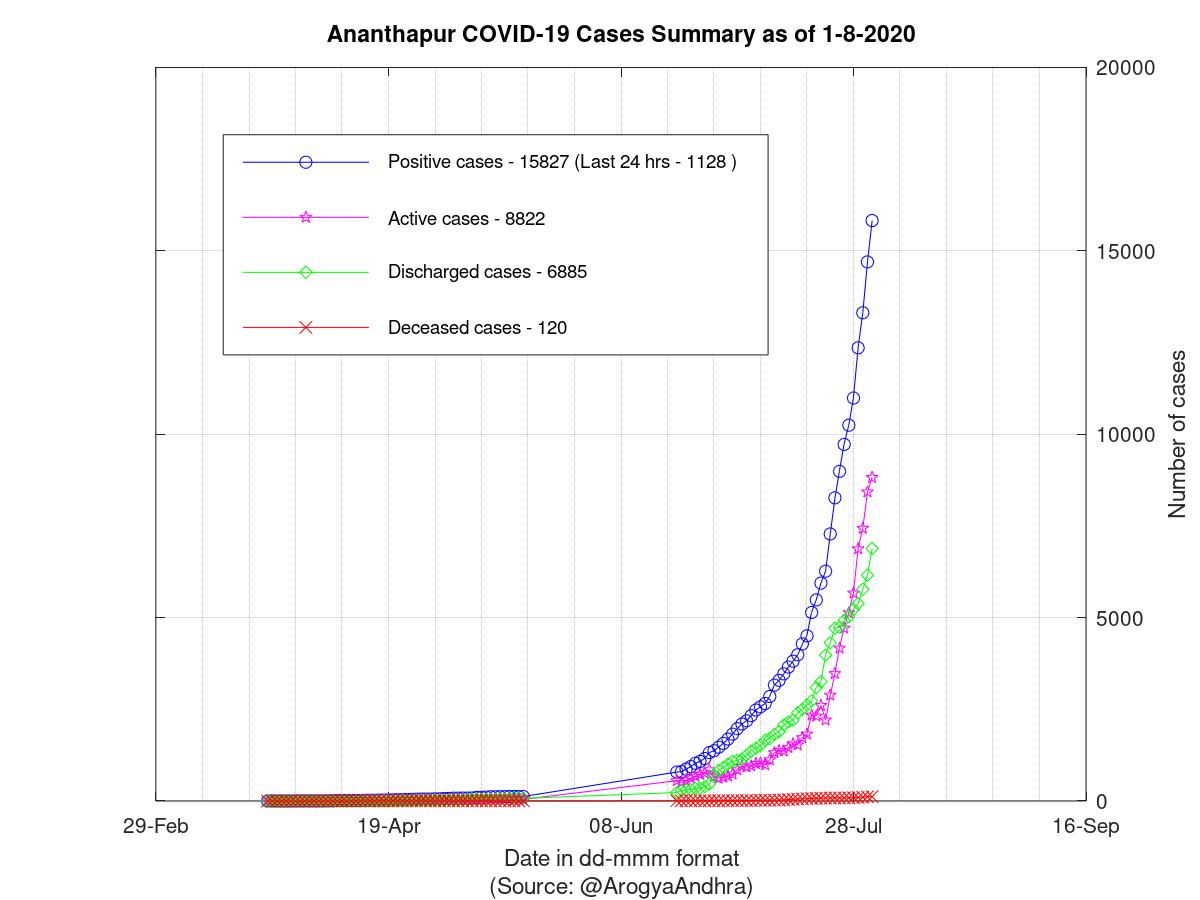 Ananthapur COVID-19 Cases Summary as of 1-8-2020
20000
Positive cases - 15827 (Last 24 hrs - 1128 )
Active cases - 8822
15000
Discharged cases - 6885
Deceased cases - 120
10000
Number of cases
5000
0
29-Feb 19-Apr 08-Jun 28-Jul 16-Sep
Date in dd-mmm format
(Source: @ArogyaAndhra)